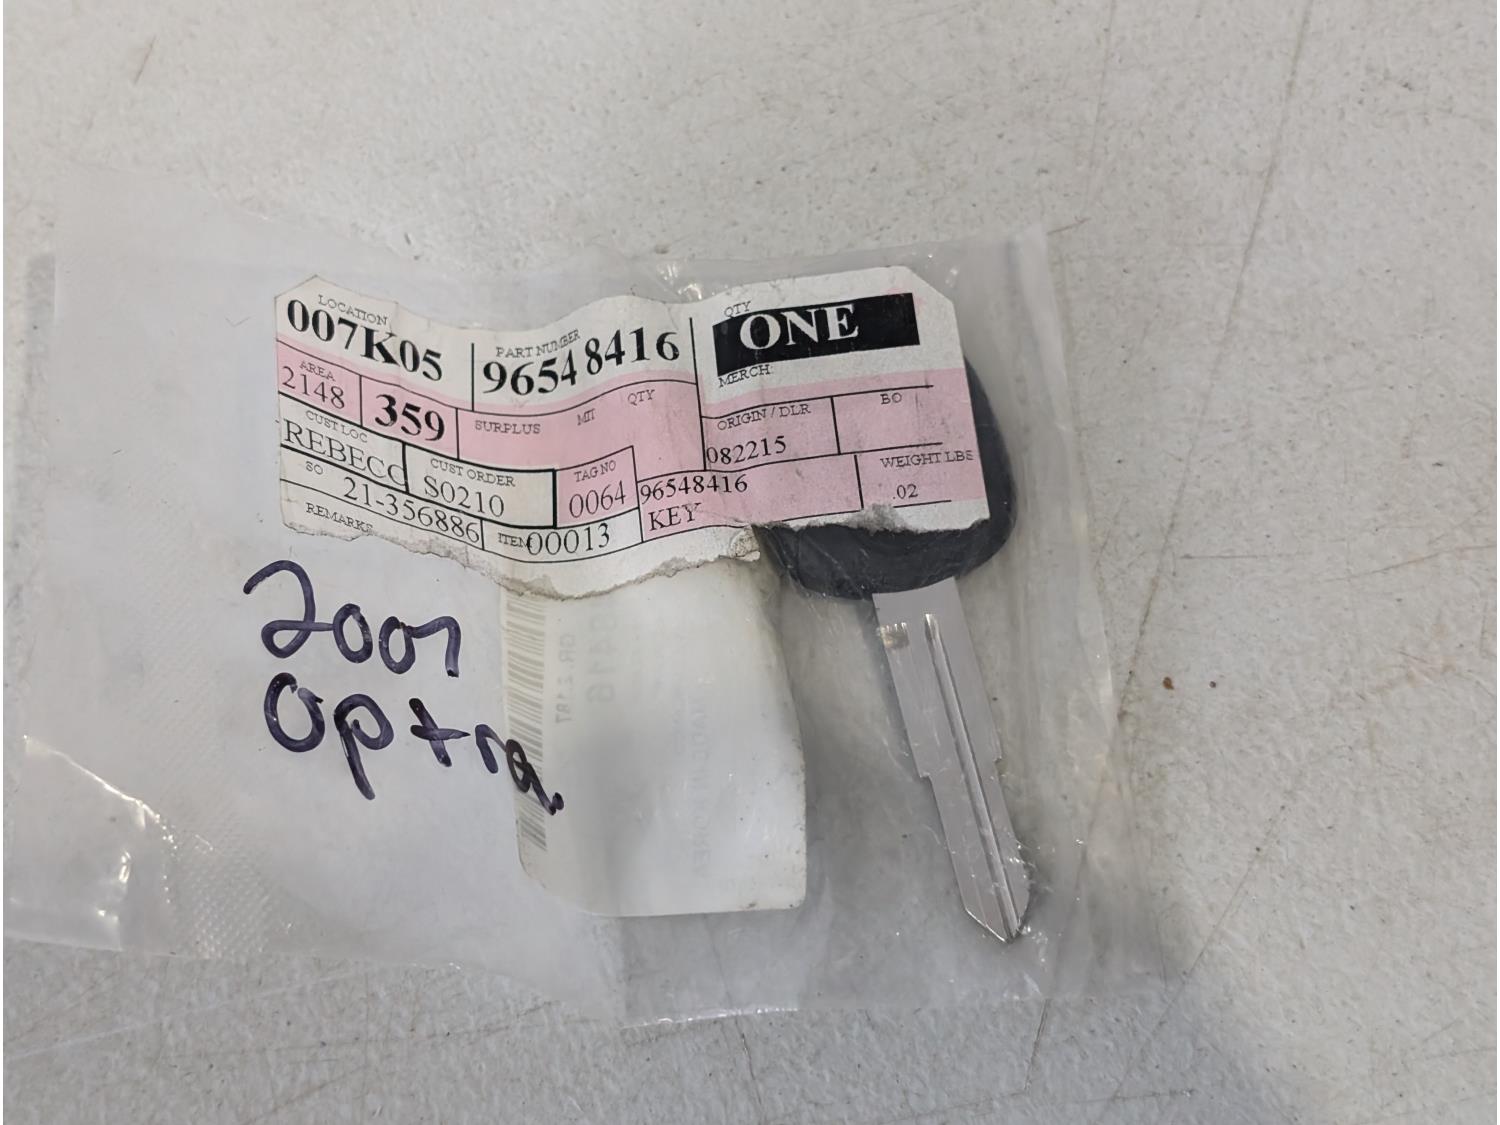 LOCATION
007K05
PART NUMBER
96548416
QTY
ONE
MERCH:
AREA
2148
359
SURPLUS
MIT
QTY
ORIGIN / DLR
082215
BO
CUST LOC
REBECC
CUST ORDER
S0210
TAG NO
0064
96548416
KEY
WEIGHT LBS
.02
SO
21-356886
ITEM
00013
REMARKS
2007
Optra